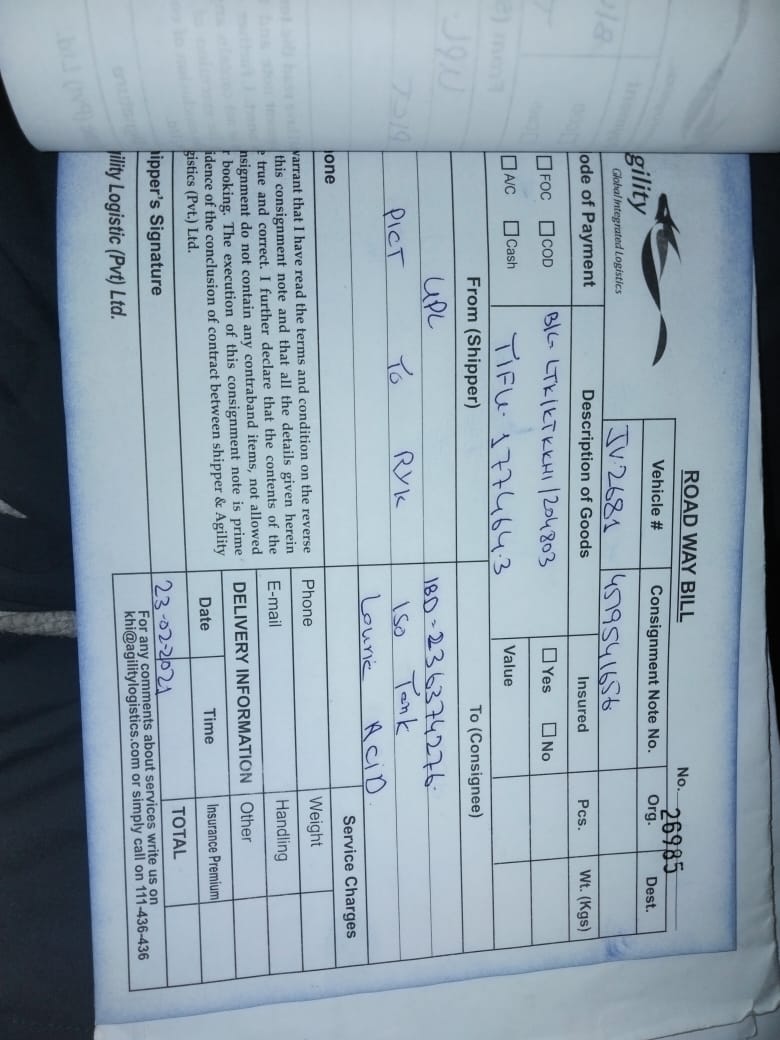 ROAD WAY BILL
No. 26985
gility
Global Integrated Logistics
Vehicle # Consignment Note No. Org. Dest.
JV-2681 4519541656
ode of Payment Description of Goods Insured Pcs. Wt. (Kgs)
FOC COD B/L- LTK/KTKKHI/204803 Yes No
A/C Cash TIFU-177464-3 Value
From (Shipper) To (Consignee)
UPL IBD-236374276
PICT To RYK ISO Tank
Louric ACiD
Service Charges
one
Phone Weight
E-mail Handling
DELIVERY INFORMATION Other
Date Time Insurance Premium
23-02-2021 TOTAL
varrant that I have read the terms and condition on the reverse
this consignment note and that all the details given herein
e true and correct. I further declare that the contents of the
nsignment do not contain any contraband items, not allowed
r booking. The execution of this consignment note is prime
idence of the conclusion of contract between shipper & Agility
gistics (Pvt.) Ltd.
ipper's Signature
ility Logistic (Pvt) Ltd.
For any comments about services write us on
khi@agilitylogistics.com or simply call on 111-436-436